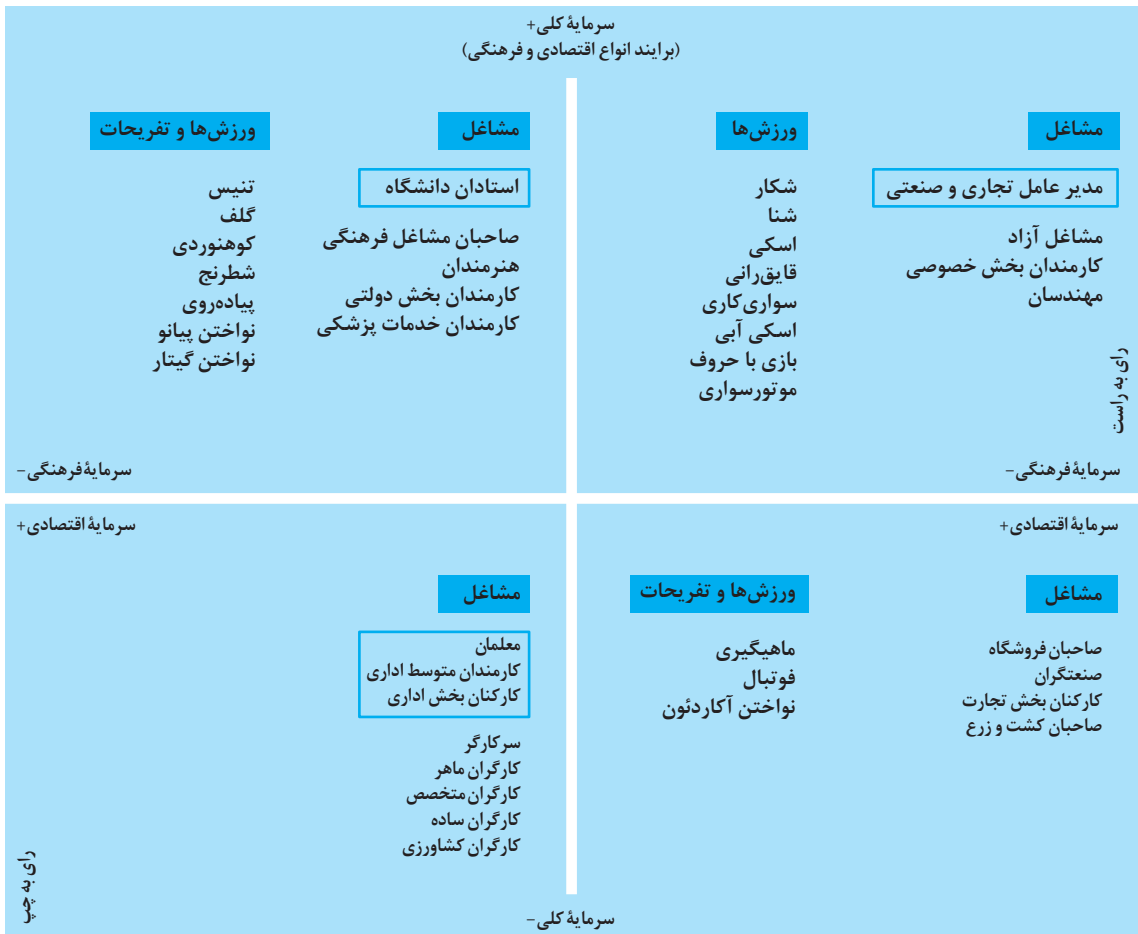 سرمایهٔ کلی+
(برایند انواع اقتصادی و فرهنگی)
مشاغل
مدیر عامل تجاری و صنعتی
مشاغل آزاد
کارمندان بخش خصوصی
مهندسان
ورزش‌ها
شکار
شنا
اسکی
قایق‌رانی
سواری‌کاری
اسکی آبی
بازی با حروف
موتورسواری
رای به راست
سرمایهٔ فرهنگی–
مشاغل
استادان دانشگاه
صاحبان مشاغل فرهنگی
هنرمندان
کارمندان بخش دولتی
کارمندان خدمات پزشکی
ورزش‌ها و تفریحات
تنیس
گلف
کوهنوردی
شطرنج
پیاده‌روی
نواختن پیانو
نواختن گیتار
سرمایهٔ فرهنگی–
سرمایهٔ اقتصادی+
مشاغل
صاحبان فروشگاه
صنعتگران
کارکنان بخش تجارت
صاحبان کشت و زرع
ورزش‌ها و تفریحات
ماهیگیری
فوتبال
نواختن آکاردئون
سرمایهٔ اقتصادی+
مشاغل
معلمان
کارمندان متوسط اداری
کارکنان بخش اداری
سرکارگر
کارگران ماهر
کارگران متخصص
کارگران ساده
کارگران کشاورزی
رای به چپ
سرمایهٔ کلی–